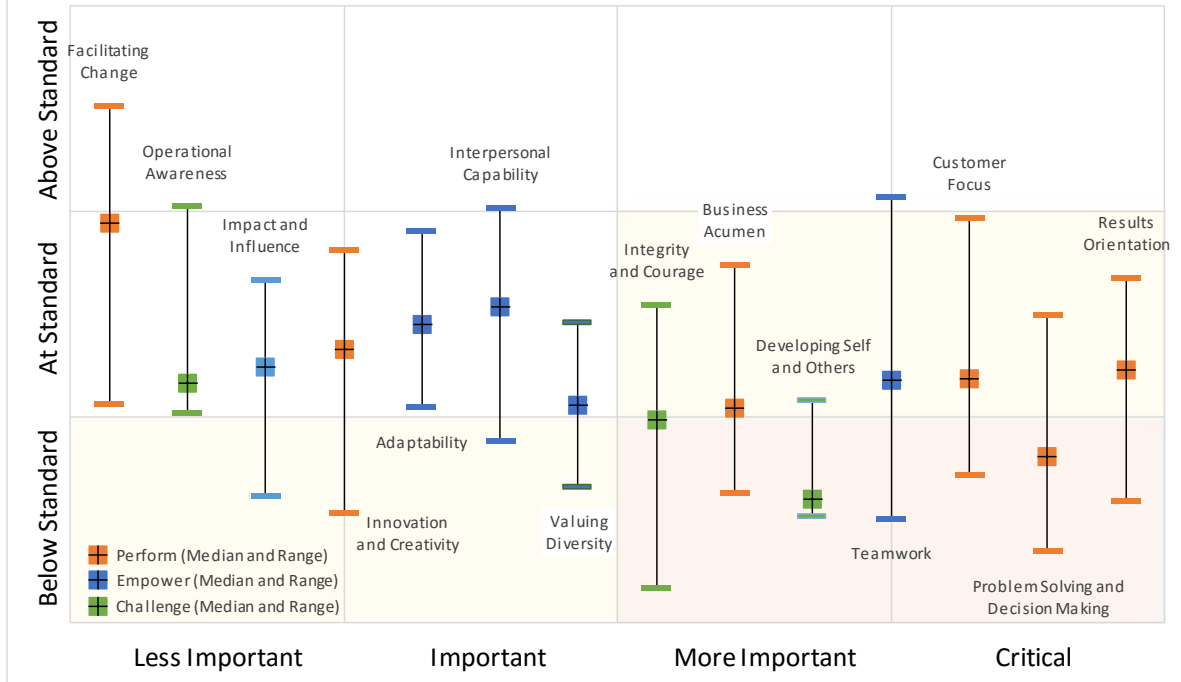 Above Standard
At Standard
Below Standard
Facilitating
Change
Operational
Awareness
Impact and
Influence
Innovation
and Creativity
Adaptability
Interpersonal
Capability
Valuing
Diversity
Integrity
and Courage
Business
Acumen
Developing Self
and Others
Teamwork
Customer
Focus
Problem Solving and
Decision Making
Results
Orientation
Perform (Median and Range)
Empower (Median and Range)
Challenge (Median and Range)
Less Important
Important
More Important
Critical